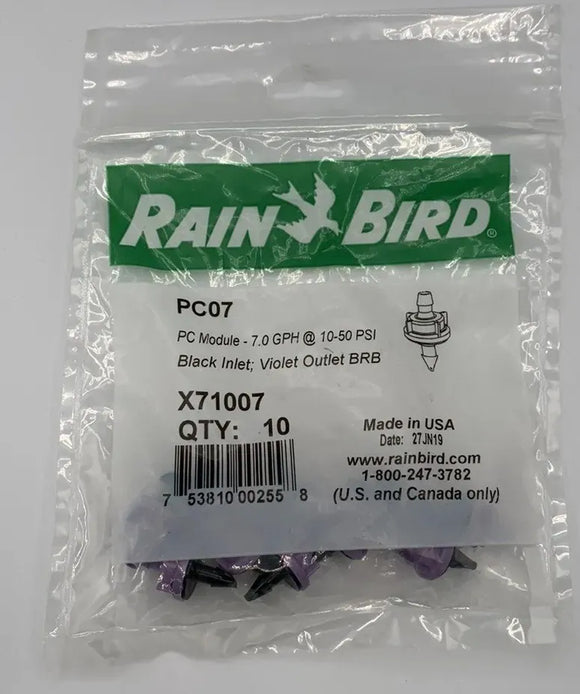 RAIN BIRD®
PC07
PC Module - 7.0 GPH @ 10-50 PSI
Black Inlet; Violet Outlet BRB
X71007
QTY: 10
Made in USA
Date: 27JN19
www.rainbird.com
1-800-247-3782
(U.S. and Canada only)
7 53810 00255 8